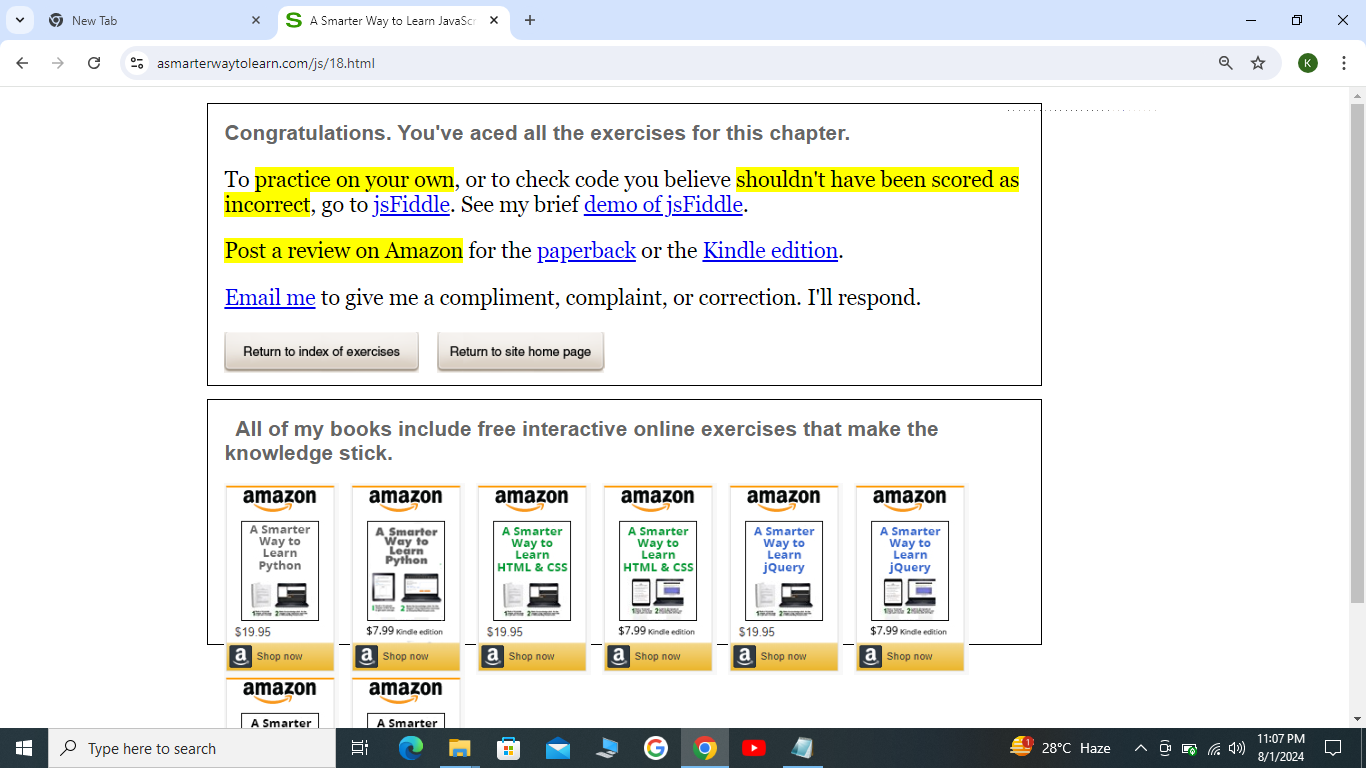 New Tab
A Smarter Way to Learn JavaScr
asmarterwaytolearn.com/js/18.html
K
Congratulations. You've aced all the exercises for this chapter.
To practice on your own, or to check code you believe shouldn't have been scored as
incorrect, go to jsFiddle. See my brief demo of jsFiddle.
Post a review on Amazon for the paperback or the Kindle edition.
Email me to give me a compliment, complaint, or correction. I'll respond.
Return to index of exercises Return to site home page
All of my books include free interactive online exercises that make the
knowledge stick.
amazon amazon amazon amazon amazon amazon
A Smarter A Smarter A Smarter A Smarter A Smarter A Smarter
Way to Way to Way to Way to Way to Way to
Learn Learn Learn Learn Learn Learn
Python Python HTML & CSS HTML & CSS jQuery jQuery
$19.95 $7.99 Kindle edition $19.95 $7.99 Kindle edition $19.95 $7.99 Kindle edition
a Shop now a Shop now a Shop now a Shop now a Shop now a Shop now
amazon amazon
A Smarter A Smarter
Type here to search
1
28°C Haze
11:07 PM
8/1/2024